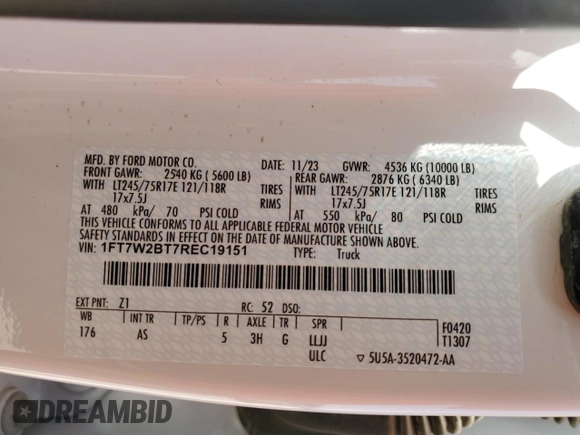 MFD. BY FORD MOTOR CO. DATE: 11/23 GVWR: 4536 KG (10000 LB)
FRONT GAWR: 2540 KG ( 5600 LB) REAR GAWR: 2876 KG ( 6340 LB)
WITH LT245/75R17E 121/118R TIRES WITH LT245/75R17E 121/118R TIRES
17x7.5J RIMS 17x7.5J RIMS
AT 480 kPa/ 70 PSI COLD AT 550 kPa/ 80 PSI COLD
THIS VEHICLE CONFORMS TO ALL APPLICABLE FEDERAL MOTOR VEHICLE
SAFETY AND THEFT PREVENTION STANDARDS IN EFFECT ON THE DATE OF MANUFACTURE SHOWN ABOVE.
VIN: 1FT7W2BT7REC19151 TYPE: Truck
EXT PNT: Z1 RC: 52 DSO:
WB INT TR TP/PS R AXLE TR SPR F0420
176 AS 5 3H G LLJJ T1307
ULC ▽ 5U5A-3520472-AA
DREAMBID